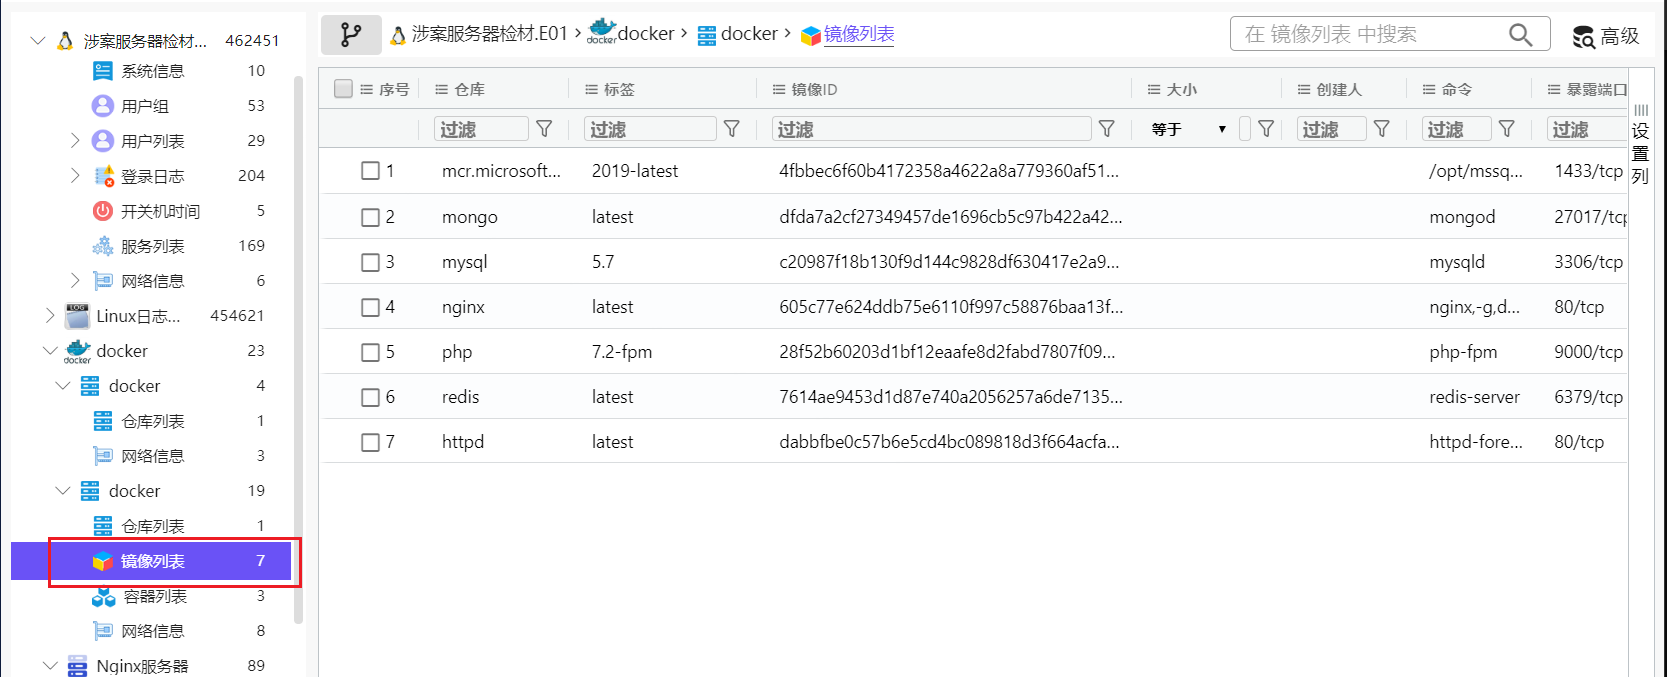 涉案服务器检材... 462451
系统信息 10
用户组 53
用户列表 29
登录日志 204
开关机时间 5
服务列表 169
网络信息 6
Linux日志... 454621
docker 23
docker 4
仓库列表 1
网络信息 3
docker 19
仓库列表 1
镜像列表 7
容器列表 3
网络信息 8
Nginx服务器 89
涉案服务器检材.E01 › docker › docker › 镜像列表
在 镜像列表 中搜索
高级
序号 仓库 标签 镜像ID 大小 创建人 命令 暴露端口
过滤 过滤 过滤 等于 过滤 过滤 过滤
1 mcr.microsoft... 2019-latest 4fbbec6f60b4172358a4622a8a779360af51... /opt/mssq... 1433/tcp
2 mongo latest dfda7a2cf27349457de1696cb5c97b422a42... mongod 27017/tcp
3 mysql 5.7 c20987f18b130f9d144c9828df630417e2a9... mysqld 3306/tcp
4 nginx latest 605c77e624ddb75e6110f997c58876baa13f... nginx,-g,d... 80/tcp
5 php 7.2-fpm 28f52b60203d1bf12eaafe8d2fabd7807f09... php-fpm 9000/tcp
6 redis latest 7614ae9453d1d87e740a2056257a6de7135... redis-server 6379/tcp
7 httpd latest dabbfbe0c57b6e5cd4bc089818d3f664acfa... httpd-fore... 80/tcp
设置列